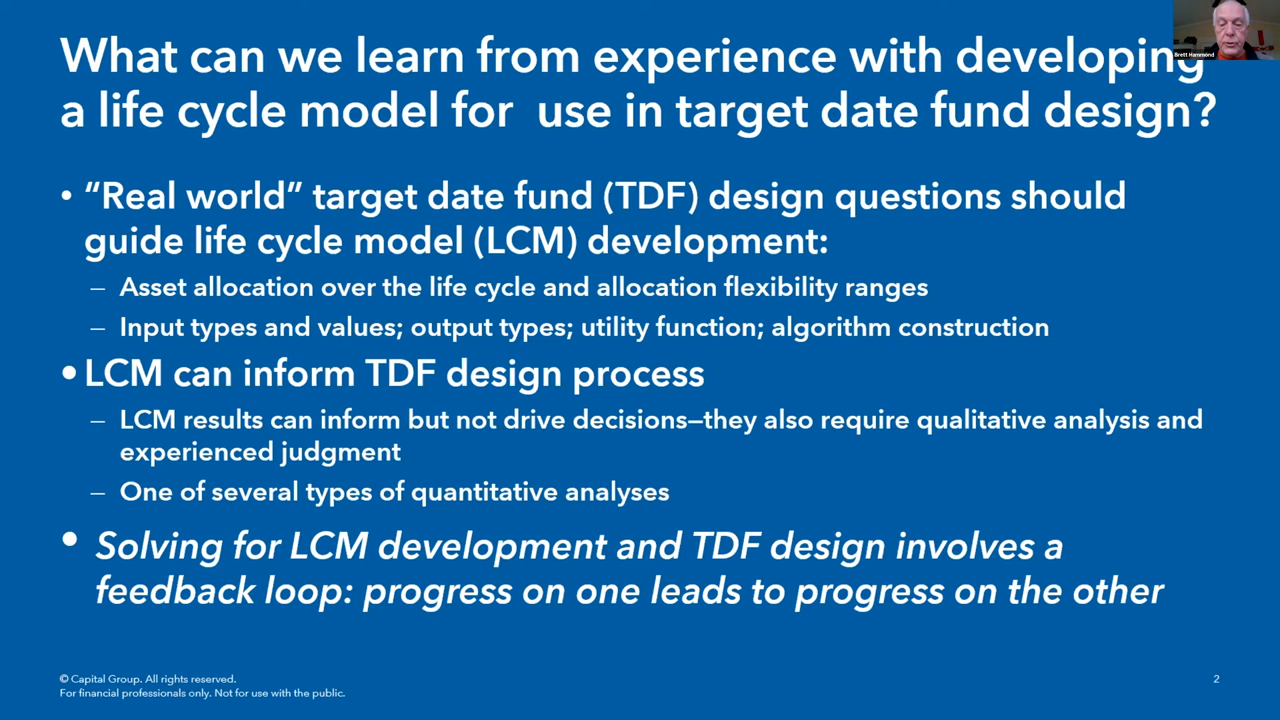 What can we learn from experience with developing
a life cycle model for  use in target date fund design?
Brett Hammond
• “Real world” target date fund (TDF) design questions should
guide life cycle model (LCM) development:
– Asset allocation over the life cycle and allocation flexibility ranges
– Input types and values; output types; utility function; algorithm construction
• LCM can inform TDF design process
– LCM results can inform but not drive decisions—they also require qualitative analysis and
experienced judgment
– One of several types of quantitative analyses
• Solving for LCM development and TDF design involves a
feedback loop: progress on one leads to progress on the other
© Capital Group. All rights reserved.
For financial professionals only. Not for use with the public.
2